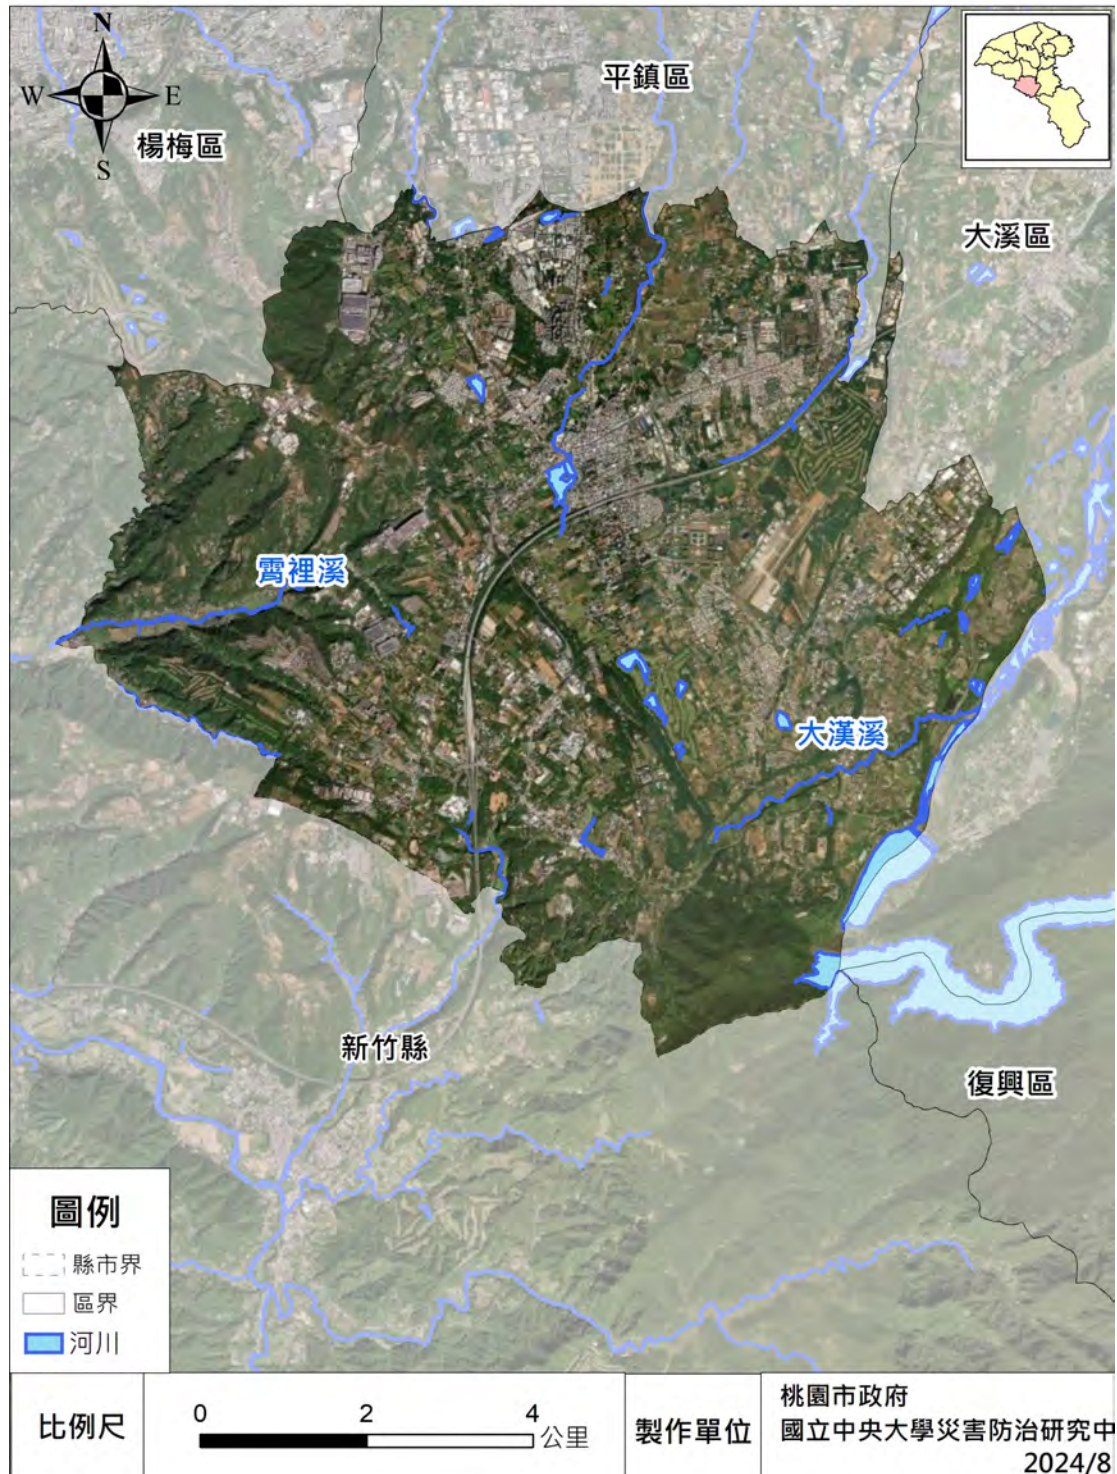 N
W
E
S
平鎮區
楊梅區
大溪區
霄裡溪
大漢溪
新竹縣
復興區
圖例
縣市界
區界
河川
比例尺
0 2 4
公里
製作單位
桃園市政府
國立中央大學災害防治研究中
2024/8